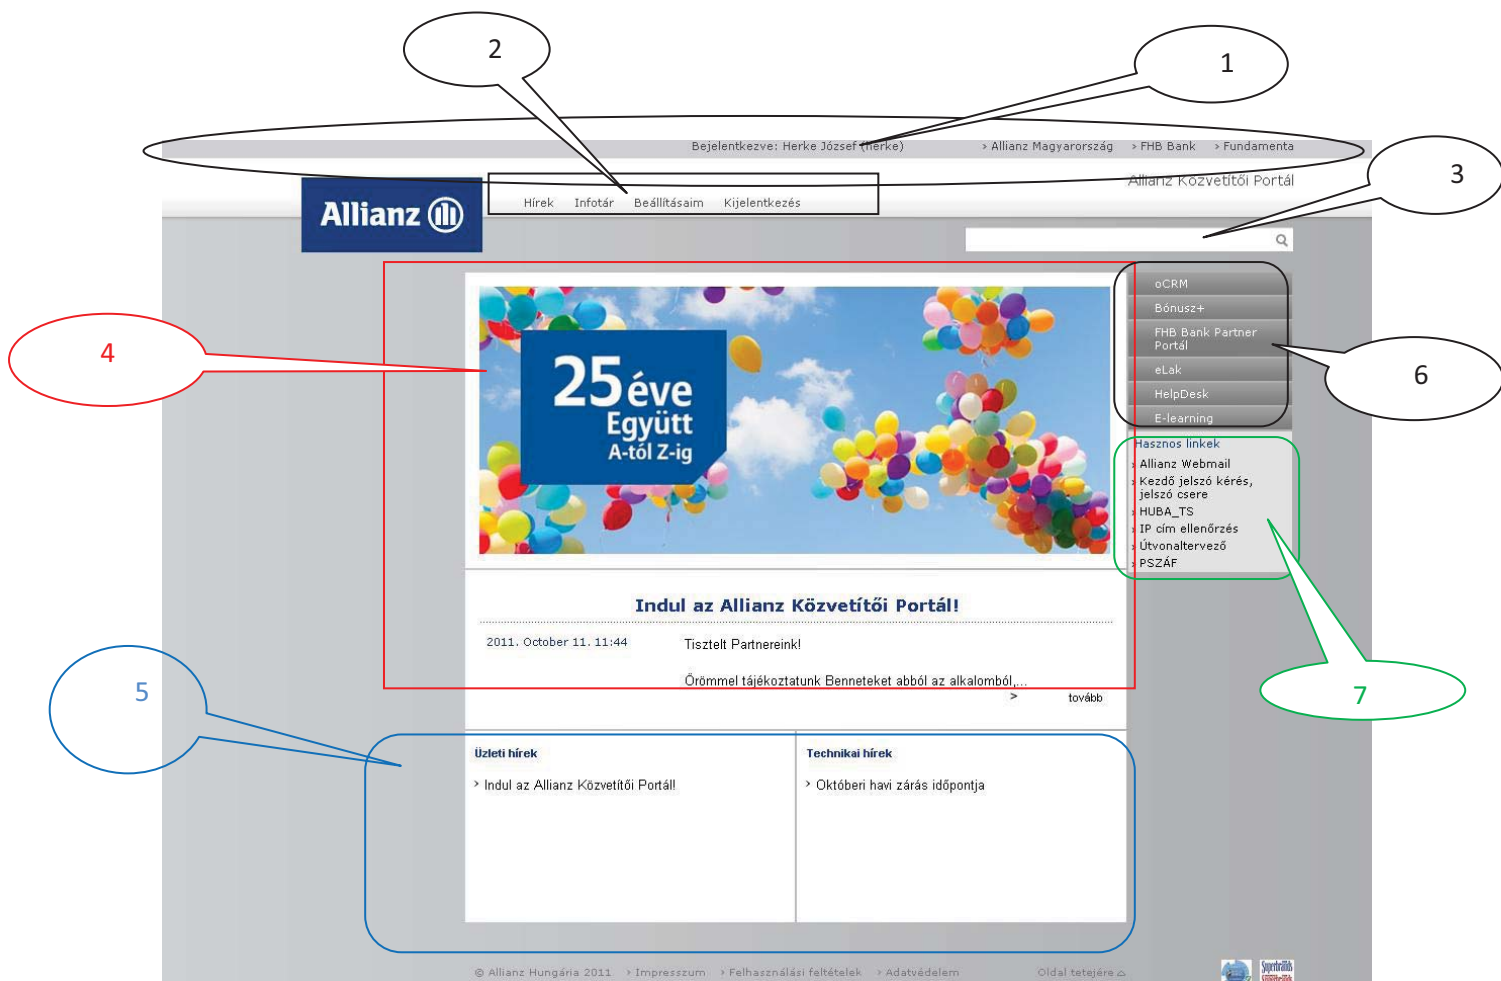 2
1
Bejelentkezve: Herke József (herke) › Allianz Magyarország › FHB Bank › Fundamenta
Allianz Közvetítői Portál
3
Allianz
Hírek Infotár Beállításaim Kijelentkezés
4
25 éve
Együtt
A-tól Z-ig
oCRM
Bónusz+
FHB Bank Partner
Portál
eLak
HelpDesk
E-learning
6
Hasznos linkek
› Allianz Webmail
› Kezdő jelszó kérés,
jelszó csere
› HUBA_TS
› IP cím ellenőrzés
› Útvonaltervező
› PSZÁF
7
Indul az Allianz Közvetítői Portál!
2011. October 11. 11:44
Tisztelt Partnereink!
Örömmel tájékoztatunk Benneteket abból az alkalomból,...
> tovább
5
Üzleti hírek
› Indul az Allianz Közvetítői Portál!
Technikai hírek
› Októberi havi zárás időpontja
© Allianz Hungária 2011. › Impresszum › Felhasználási feltételek › Adatvédelem Oldal tetejére
Superbrands